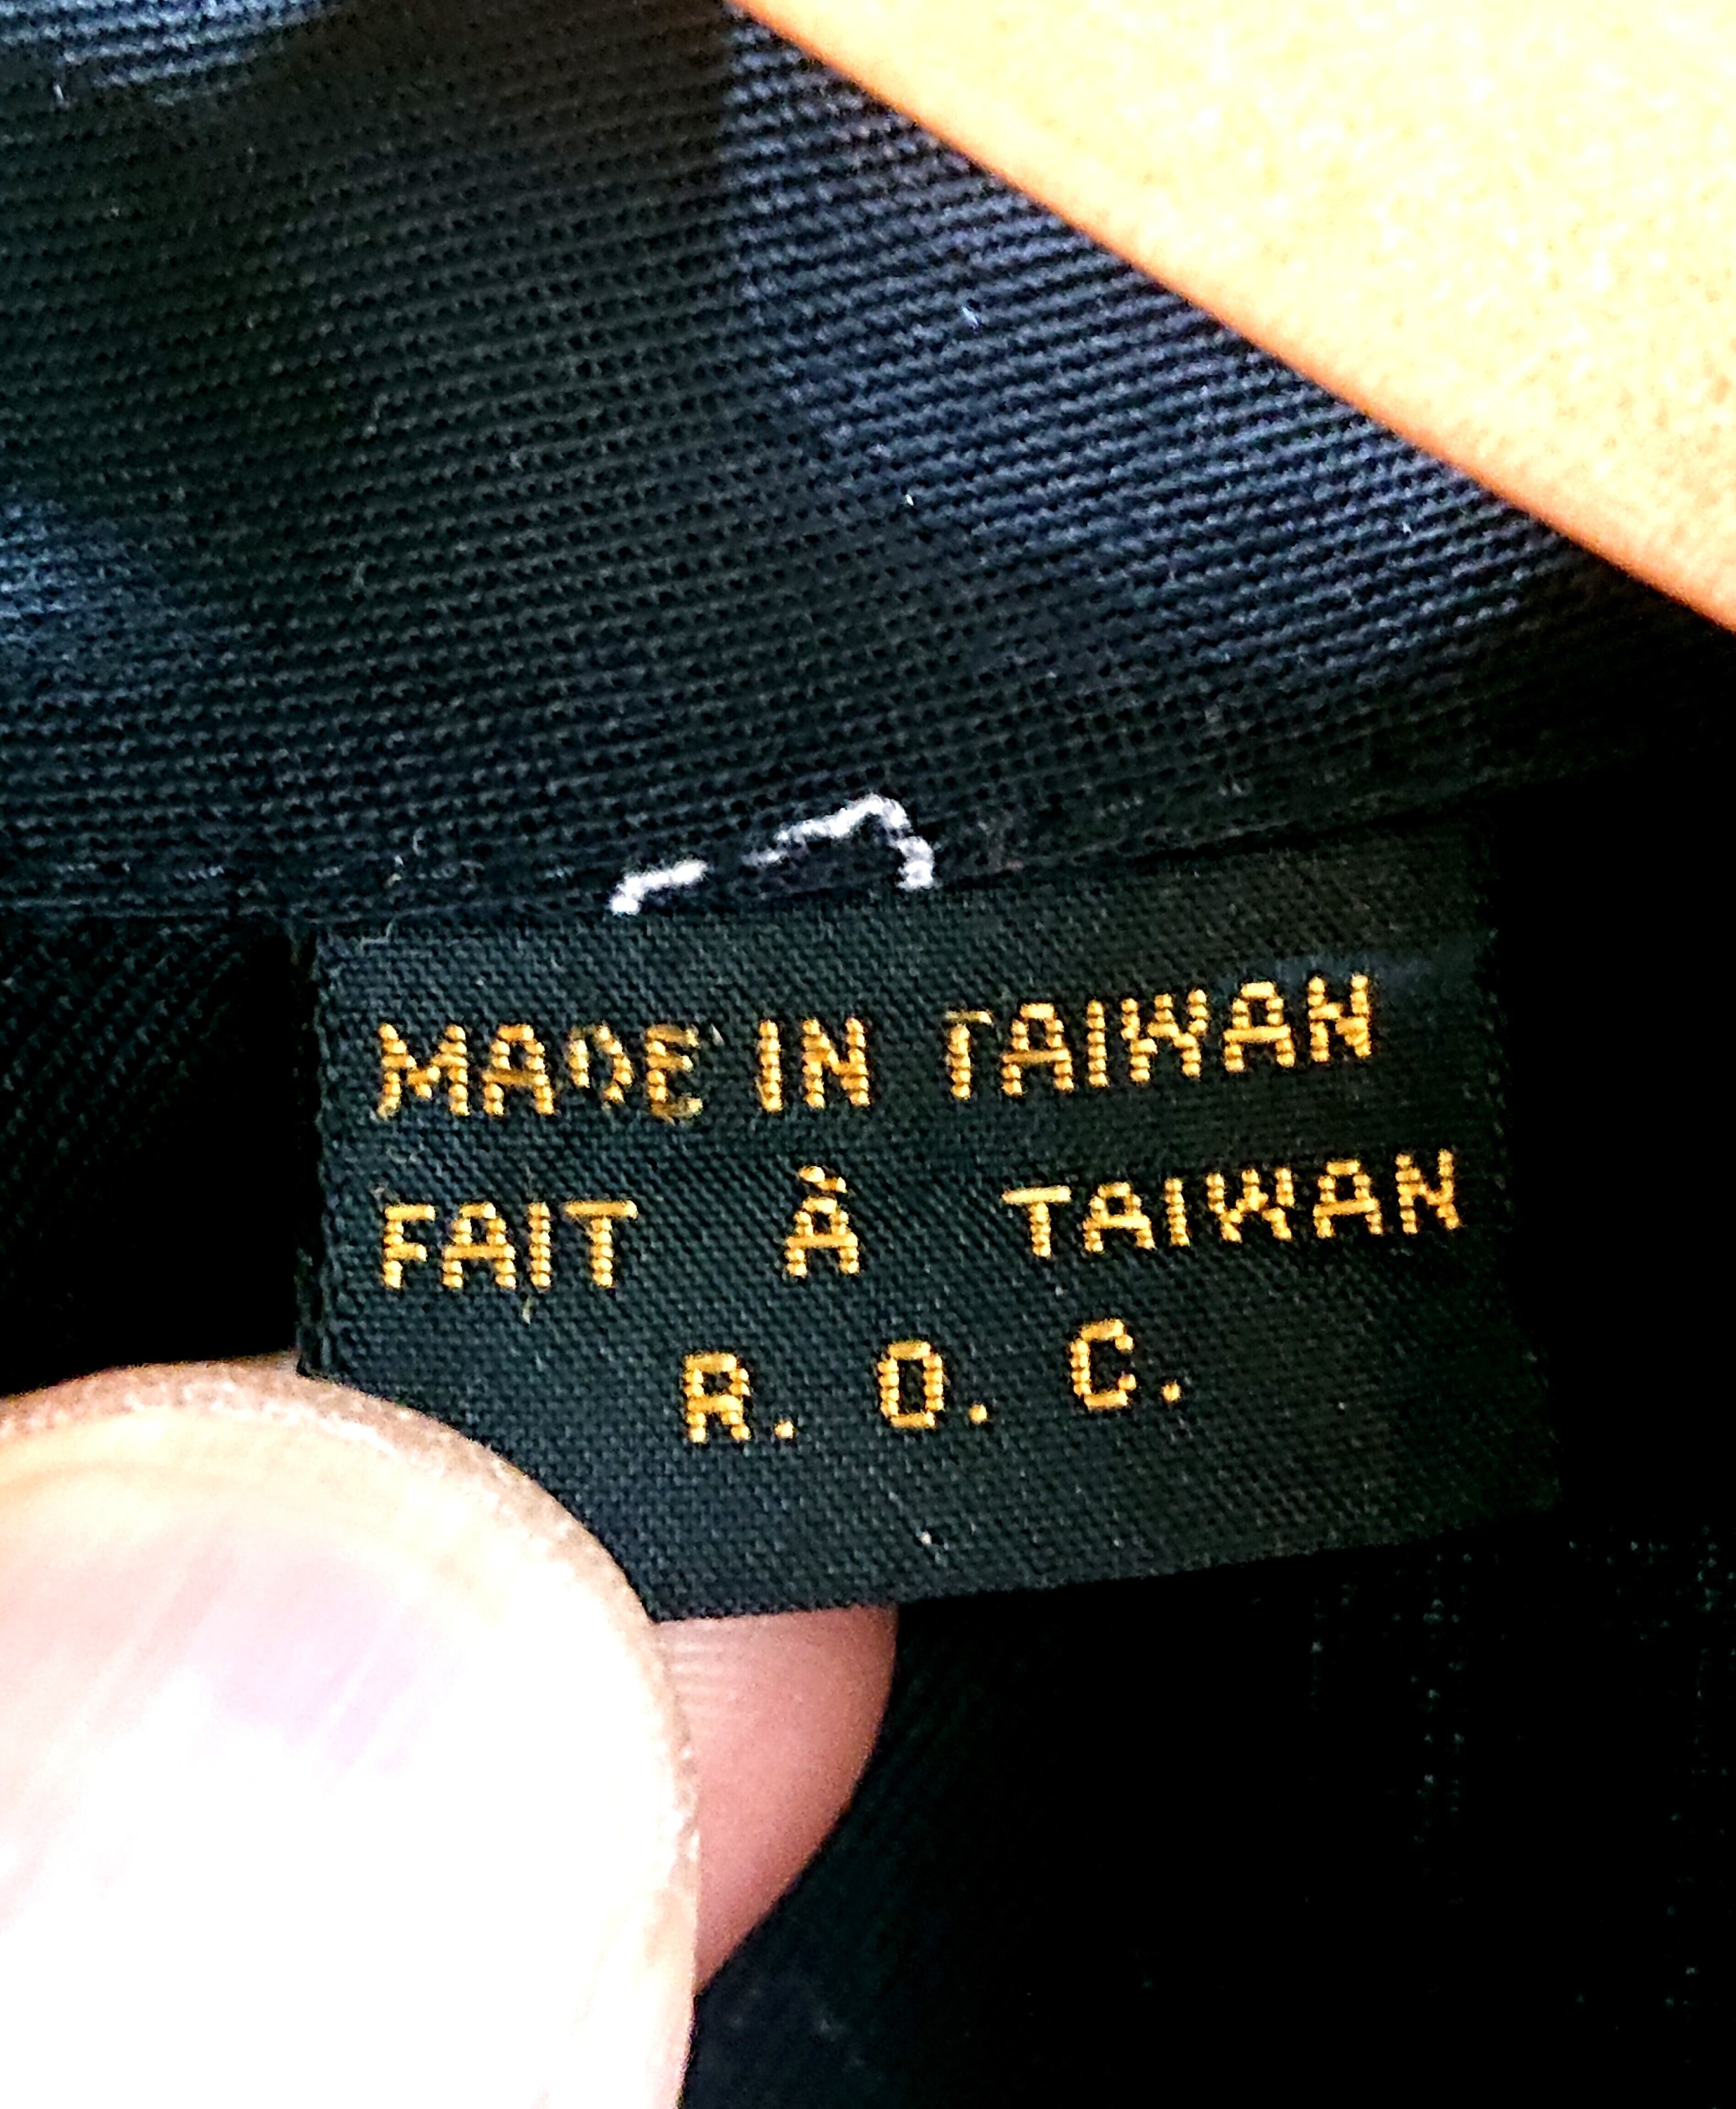 MADE IN TAIWAN
FAIT À TAIWAN
R. O. C.